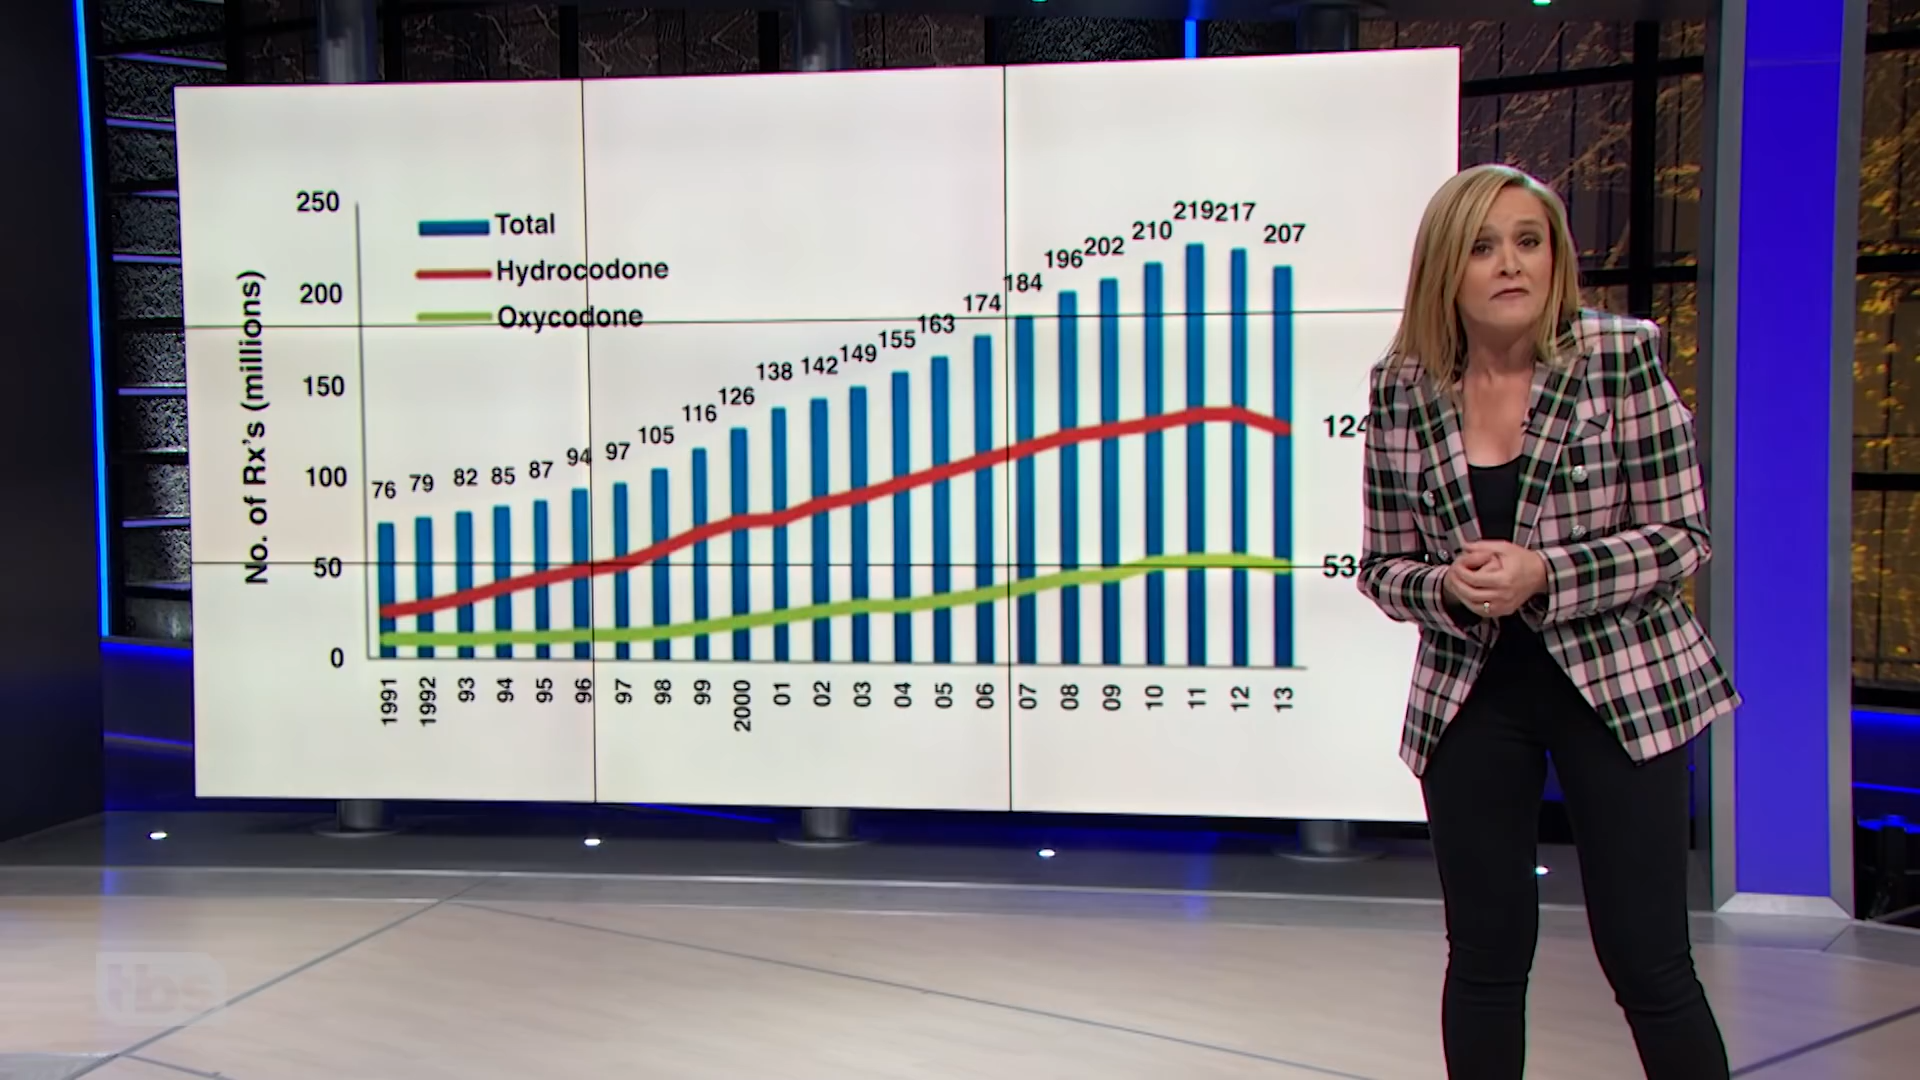 No. of Rx's (millions)
250
200
150
100
50
0
Total
Hydrocodone
Oxycodone
76 79 82 85 87 94 97 105 116 126 138 142 149 155 163 174 184 196 202 210 219 217 207
124
53
1991 1992 93 94 95 96 97 98 99 2000 01 02 03 04 05 06 07 08 09 10 11 12 13
tbs